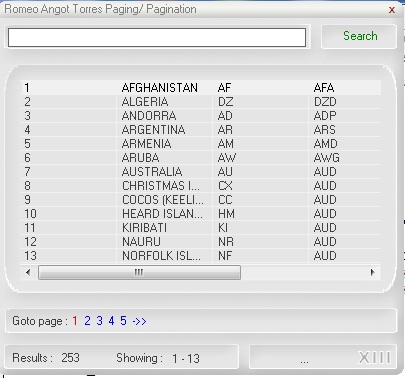 Romeo Angot Torres Paging/ Pagination x
Search
1 AFGHANISTAN AF AFA
2 ALGERIA DZ DZD
3 ANDORRA AD ADP
4 ARGENTINA AR ARS
5 ARMENIA AM AMD
6 ARUBA AW AWG
7 AUSTRALIA AU AUD
8 CHRISTMAS I... CX AUD
9 COCOS (KEELI... CC AUD
10 HEARD ISLAN... HM AUD
11 KIRIBATI KI AUD
12 NAURU NR AUD
13 NORFOLK ISL... NF AUD
Goto page : 1 2 3 4 5 ->>
Results : 253 Showing : 1 - 13 ... XIII